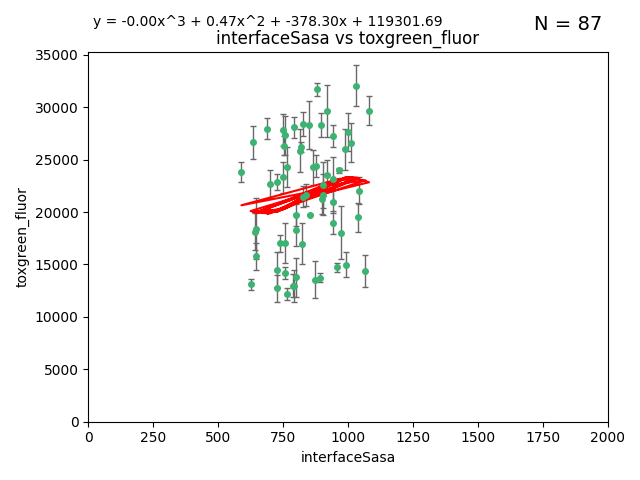 y = -0.00x^3 + 0.47x^2 + -378.30x + 119301.69
N = 87
interfaceSasa vs toxgreen_fluor
35000
30000
25000
20000
15000
10000
5000
0
toxgreen_fluor
0 250 500 750 1000 1250 1500 1750 2000
interfaceSasa